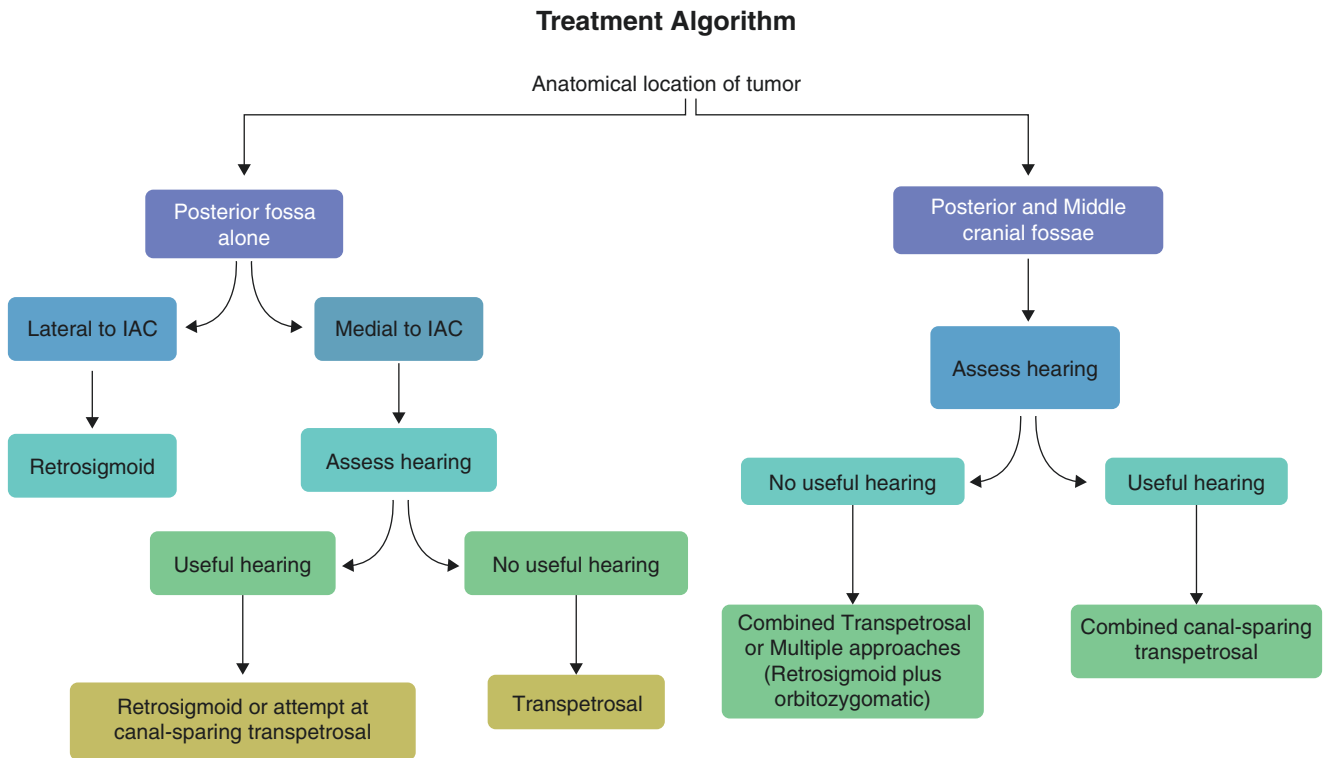 Treatment Algorithm
Anatomical location of tumor
Posterior fossa
alone
Posterior and Middle
cranial fossae
Lateral to IAC
Medial to IAC
Assess hearing
Retrosigmoid
Assess hearing
No useful hearing
Useful hearing
Useful hearing
No useful hearing
Combined Transpetrosal
or Multiple approaches
(Retrosigmoid plus
orbitozygomatic)
Combined canal-sparing
transpetrosal
Retrosigmoid or attempt at
canal-sparing transpetrosal
Transpetrosal